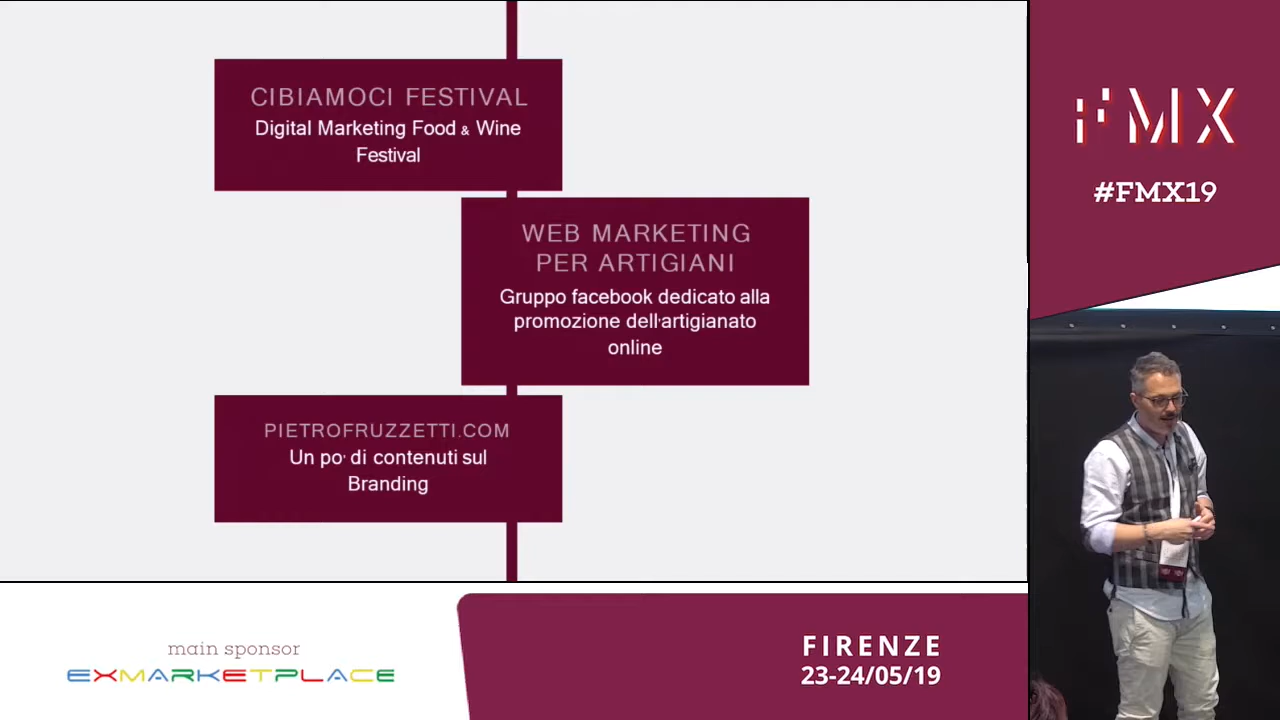 CIBIAMOCI FESTIVAL
Digital Marketing Food & Wine
Festival
WEB MARKETING
PER ARTIGIANI
Gruppo facebook dedicato alla
promozione dell'artigianato
online
PIETROFRUZZETTI.COM
Un po' di contenuti sul
Branding
FMX
#FMX19
main sponsor
EXMARKETPLACE
FIRENZE
23-24/05/19